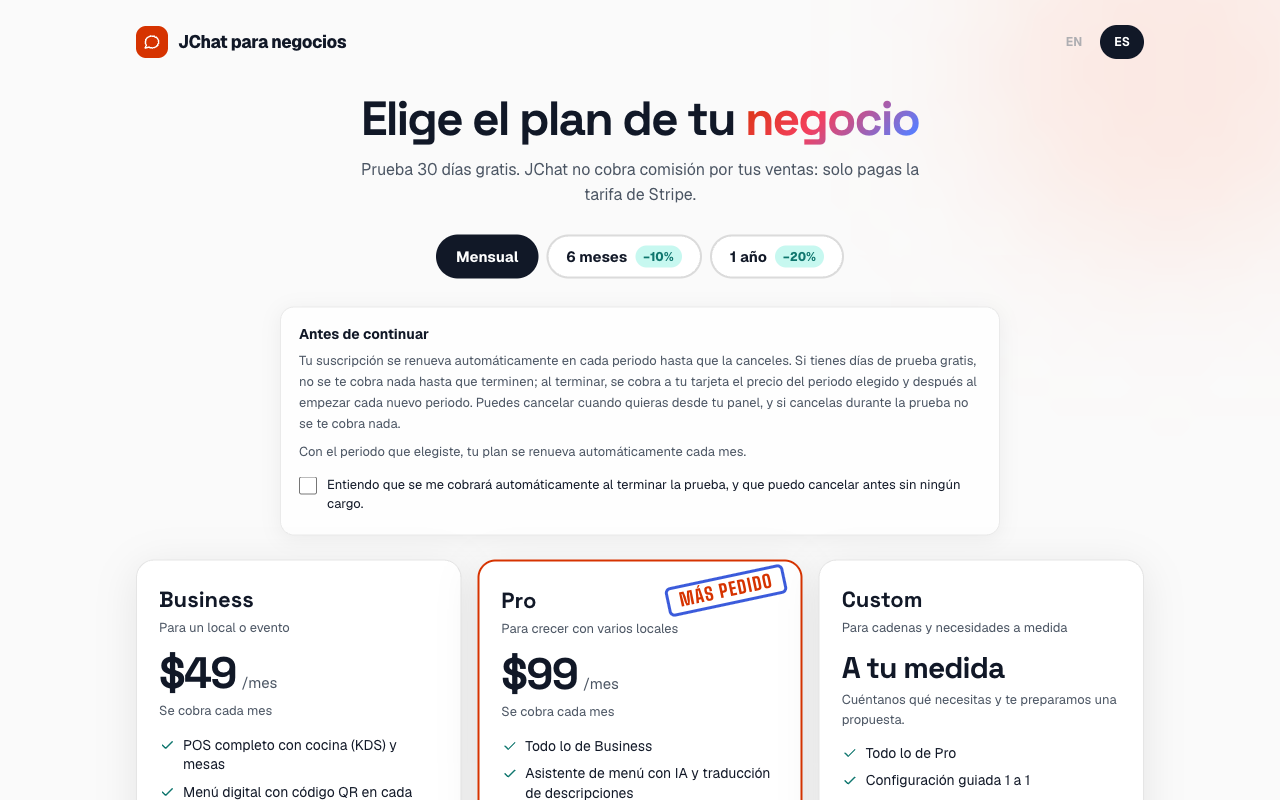 JChat para negocios
EN
ES
Elige el plan de tu negocio
Prueba 30 días gratis. JChat no cobra comisión por tus ventas: solo pagas la
tarifa de Stripe.
Mensual
6 meses −10%
1 año −20%
Antes de continuar
Tu suscripción se renueva automáticamente en cada periodo hasta que la canceles. Si tienes días de prueba gratis,
no se te cobra nada hasta que terminen; al terminar, se cobra a tu tarjeta el precio del periodo elegido y después al
empezar cada nuevo periodo. Puedes cancelar cuando quieras desde tu panel, y si cancelas durante la prueba no
se te cobra nada.
Con el periodo que elegiste, tu plan se renueva automáticamente cada mes.
Entiendo que se me cobrará automáticamente al terminar la prueba, y que puedo cancelar antes sin ningún
cargo.
Business
Para un local o evento
$49 /mes
Se cobra cada mes
POS completo con cocina (KDS) y
mesas
Menú digital con código QR en cada
MÁS PEDIDO
Pro
Para crecer con varios locales
$99 /mes
Se cobra cada mes
Todo lo de Business
Asistente de menú con IA y traducción
de descripciones
Custom
Para cadenas y necesidades a medida
A tu medida
Cuéntanos qué necesitas y te preparamos una
propuesta.
Todo lo de Pro
Configuración guiada 1 a 1